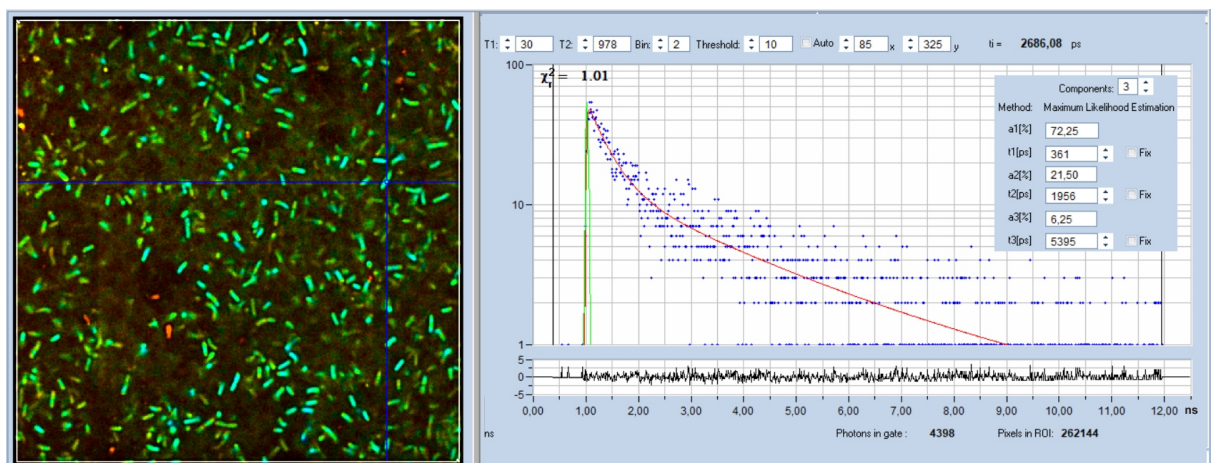 T1: 30 T2: 978 Bin: 2 Threshold: 10 Auto 85 x 325 y ti = 2686,08 ps
χ²r = 1.01
100
10
1
Components: 3
Method: Maximum Likelihood Estimation
a1[%] 72,25
t1[ps] 361 Fix
a2[%] 21,50
t2[ps] 1956 Fix
a3[%] 6,25
t3[ps] 5395 Fix
5
0
-5
0,00 1,00 2,00 3,00 4,00 5,00 6,00 7,00 8,00 9,00 10,00 11,00 12,00 ns
ns Photons in gate : 4398 Pixels in ROI: 262144